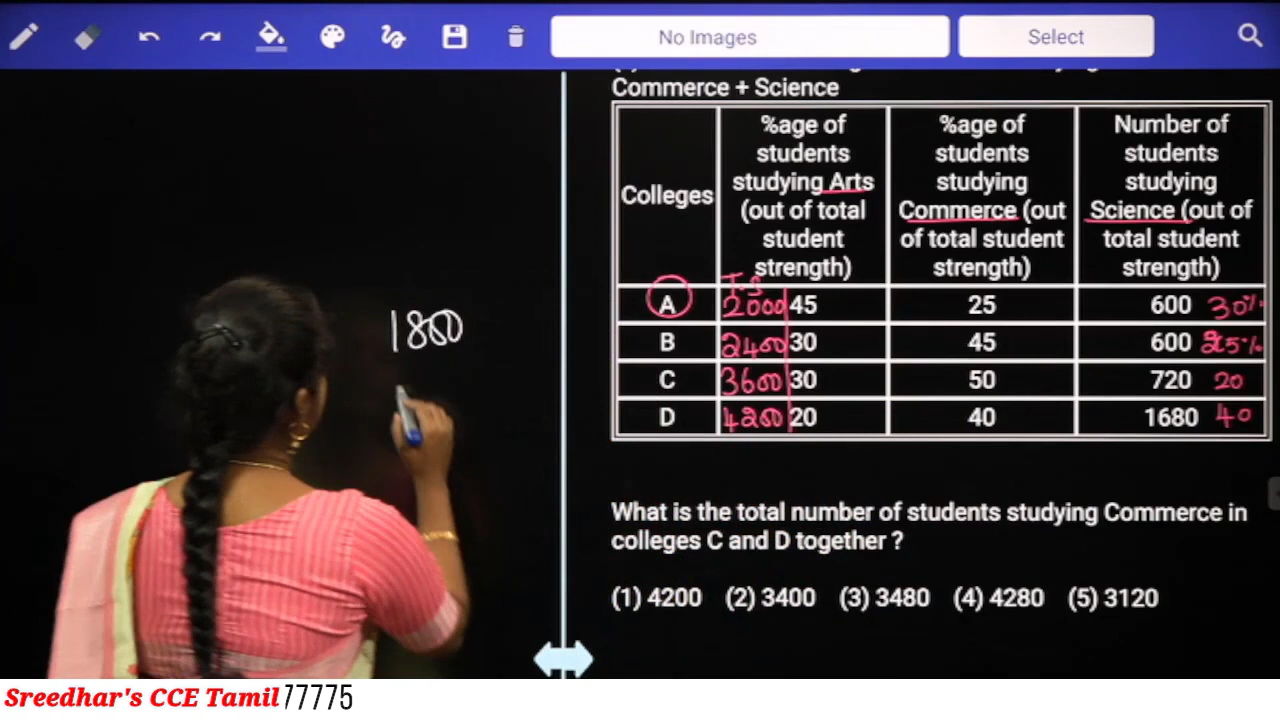 No Images
Select
Commerce + Science
Colleges
%age of
students
studying Arts
(out of total
student
strength)
%age of
students
studying
Commerce (out
of total student
strength)
Number of
students
studying
Science (out of
total student
strength)
T.S
A 2000 45 25 600 30%
B 2400 30 45 600 25%
C 3600 30 50 720 20
D 4200 20 40 1680 40
1800
What is the total number of students studying Commerce in
colleges C and D together ?
(1) 4200 (2) 3400 (3) 3480 (4) 4280 (5) 3120
Sreedhar's CCE Tamil 77775